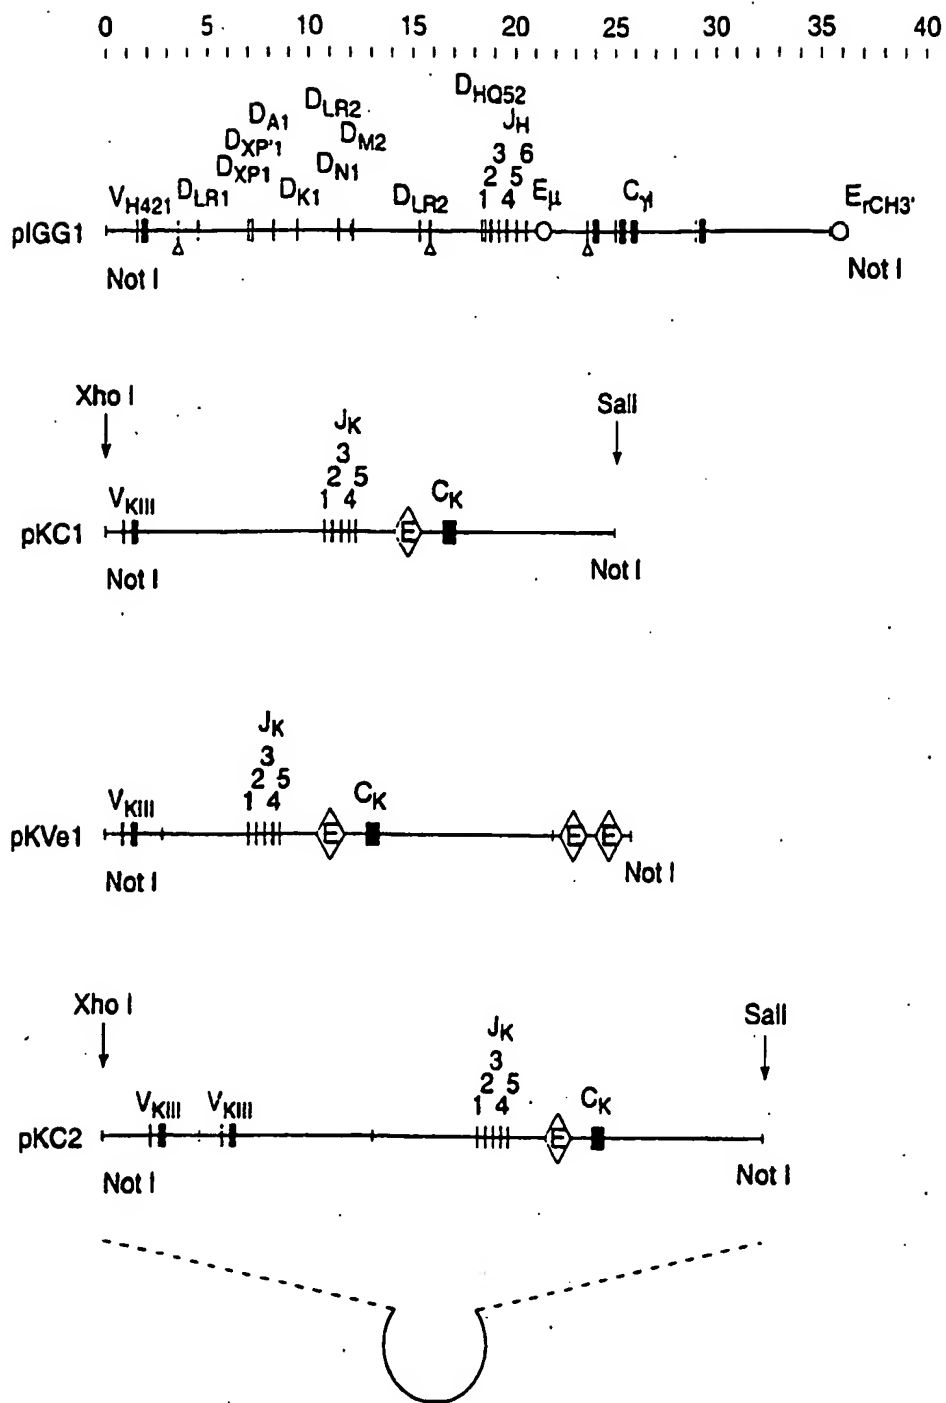 0 5 10 15 20 25 30 35 40
DHQ52
DLR2
DA1
JH
DM2
DXP'1
3 6
DN1
DXP1
2 5
VH421 DLR1 DK1 DLR2 1 4 Eμ CγI ErCH3'
pIGG1
Not I Not I
Xho I SalI
JK
3
2 5
VKIII 1 4 E CK
pKC1
Not I Not I
JK
3
2 5
VKIII 1 4 E CK E E
pKVe1
Not I Not I
Xho I SalI
JK
3
2 5
VKIII VKIII 1 4 E CK
pKC2
Not I Not I